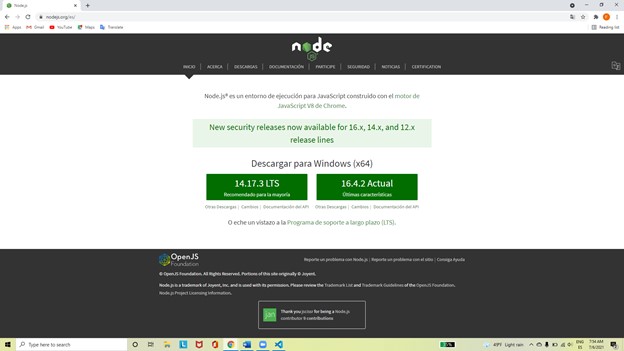 Node.js
nodejs.org/es/
Apps Gmail YouTube Maps Translate Reading list
node
JS
INICIO | ACERCA | DESCARGAS | DOCUMENTACIÓN | PARTICIPE | SEGURIDAD | NOTICIAS | CERTIFICATION
Node.js® es un entorno de ejecución para JavaScript construido con el motor de
JavaScript V8 de Chrome.
New security releases now available for 16.x, 14.x, and 12.x
release lines
Descargar para Windows (x64)
14.17.3 LTS
Recomendado para la mayoría
16.4.2 Actual
Últimas características
Otras Descargas | Cambios | Documentación del API
Otras Descargas | Cambios | Documentación del API
O eche un vistazo a la Programa de soporte a largo plazo (LTS).
OpenJS
Foundation
Reporte un problema con Node.js | Reporte un problema con el sitio | Consiga Ayuda
© OpenJS Foundation. All Rights Reserved. Portions of this site originally © Joyent.
Node.js is a trademark of Joyent, Inc. and is used with its permission. Please review the Trademark List and Trademark Guidelines of the OpenJS Foundation.
Node.js Project Licensing Information.
jan
Thank you for being a Node.js
contributor 9 contributions
Type here to search
49°F Light rain
ENG
ES
7:54 AM
7/9/2021